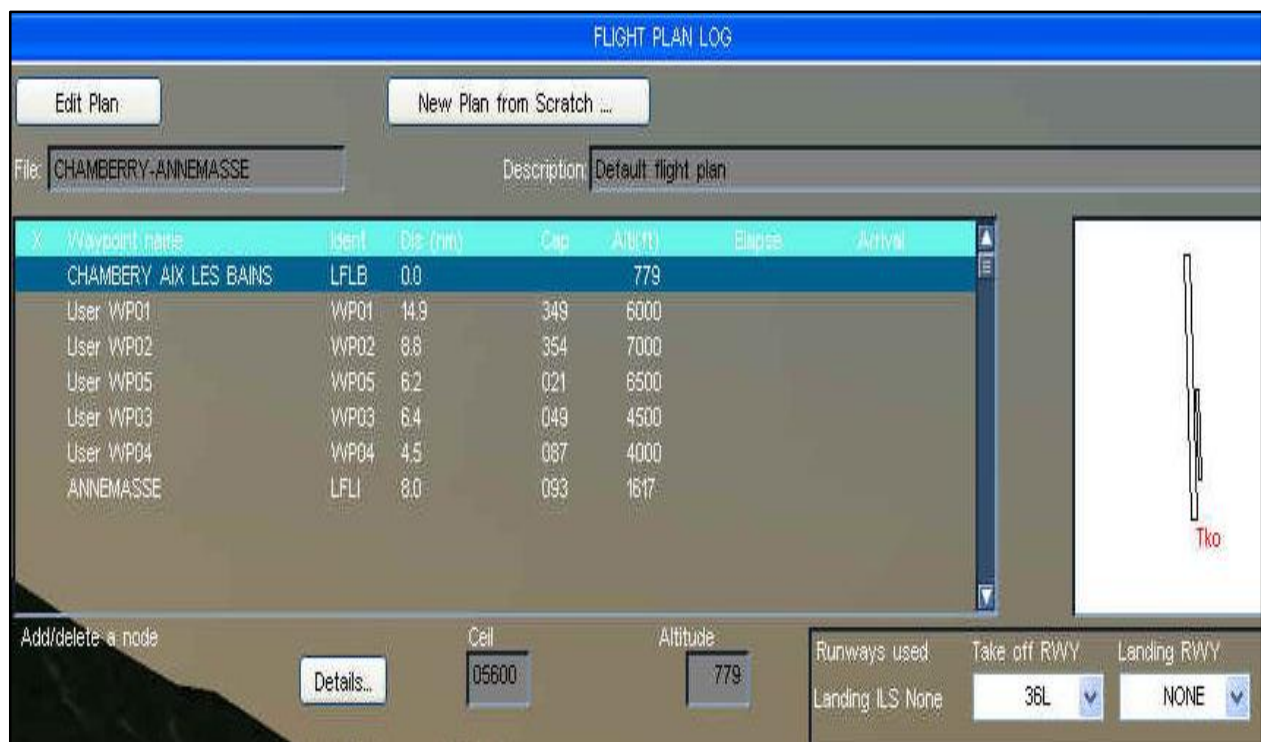 FLIGHT PLAN LOG
Edit Plan New Plan from Scratch ...
File: CHAMBERRY-ANNEMASSE Description: Default flight plan
X Waypoint name Ident Dis (nm) Cap Alti(ft) Elapse Arrival
CHAMBERY AIX LES BAINS LFLB 0.0 779
User WP01 WP01 14.9 349 6000
User WP02 WP02 8.8 354 7000
User WP05 WP05 6.2 021 6500
User WP03 WP03 6.4 049 4500
User WP04 WP04 4.5 087 4000
ANNEMASSE LFLI 8.0 093 1617
Tko
Add/delete a node Ceil Altitude Runways used Take off RWY Landing RWY
Details... 05600 779 Landing ILS None 36L NONE